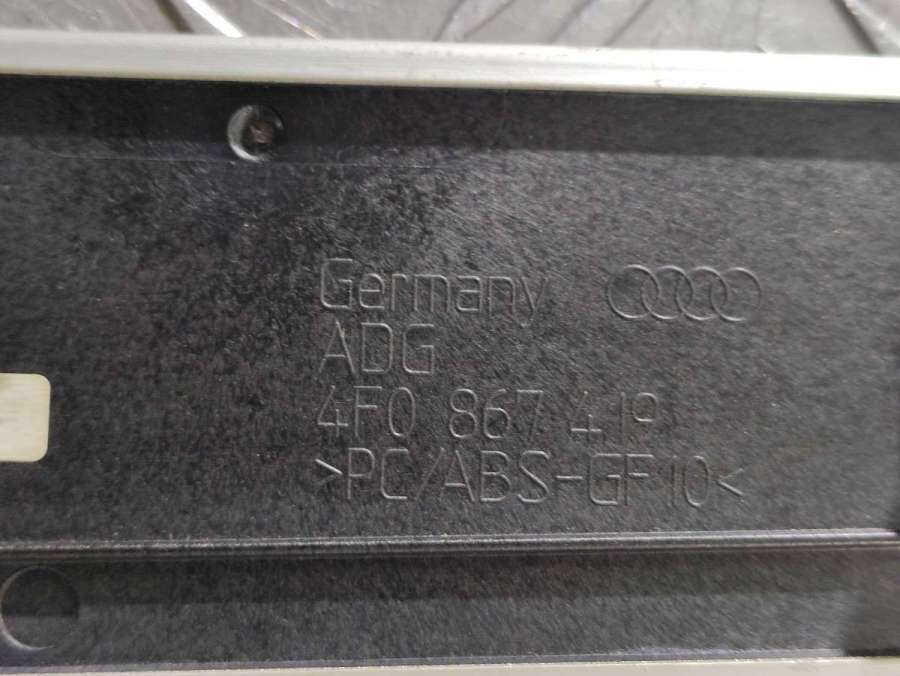 Germany
ADG
4F0 867 419
>PC/ABS-GF10<